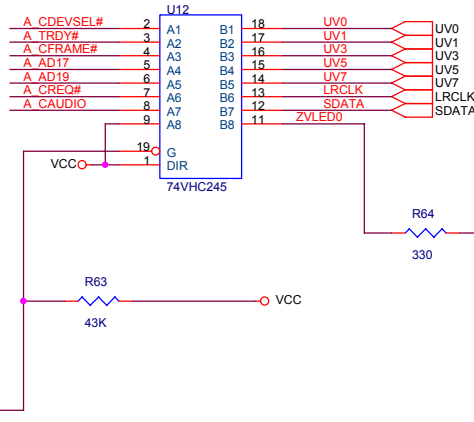 U12
A_CDEVSEL# 2 A1 B1 18 UV0 UV0
A_TRDY# 3 A2 B2 17 UV1 UV1
A_CFRAME# 4 A3 B3 16 UV3 UV3
A_AD17 5 A4 B4 15 UV5 UV5
A_AD19 6 A5 B5 14 UV7 UV7
A_CREQ# 7 A6 B6 13 LRCLK LRCLK
A_CAUDIO 8 A7 B7 12 SDATA SDATA
9 A8 B8 11 ZVLED0
19 G
VCC 1 DIR
74VHC245
R64
330
R63
VCC
43K